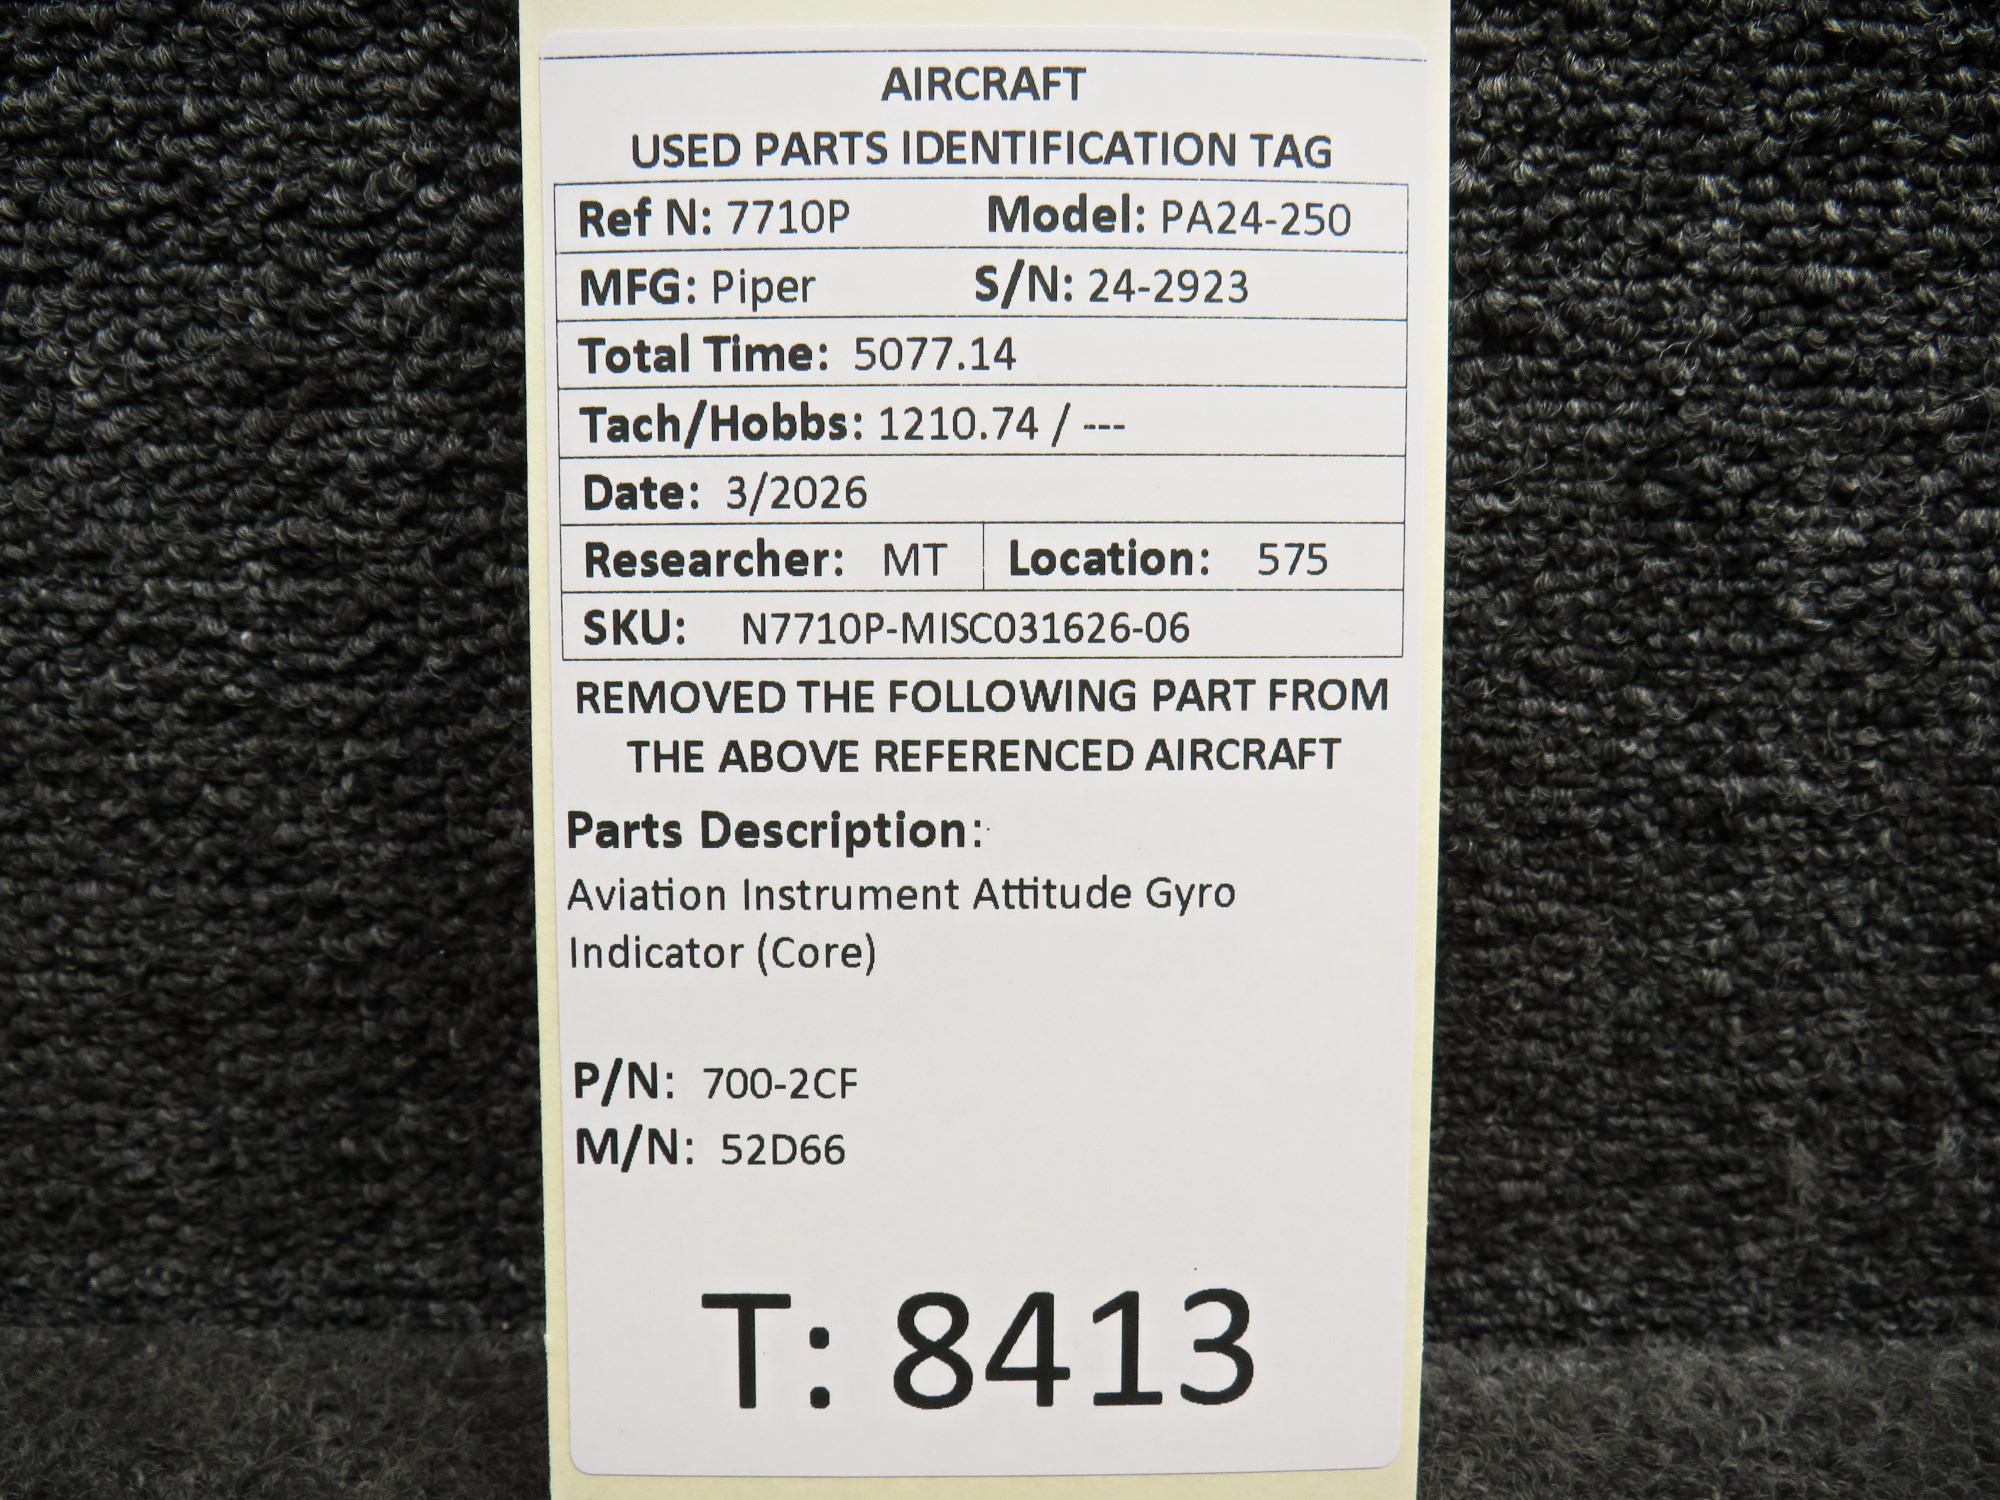 AIRCRAFT
USED PARTS IDENTIFICATION TAG
Ref N: 7710P Model: PA24-250
MFG: Piper S/N: 24-2923
Total Time: 5077.14
Tach/Hobbs: 1210.74 / ---
Date: 3/2026
Researcher: MT Location: 575
SKU: N7710P-MISC031626-06
REMOVED THE FOLLOWING PART FROM
THE ABOVE REFERENCED AIRCRAFT
Parts Description:
Aviation Instrument Attitude Gyro
Indicator (Core)
P/N: 700-2CF
M/N: 52D66
T: 8413